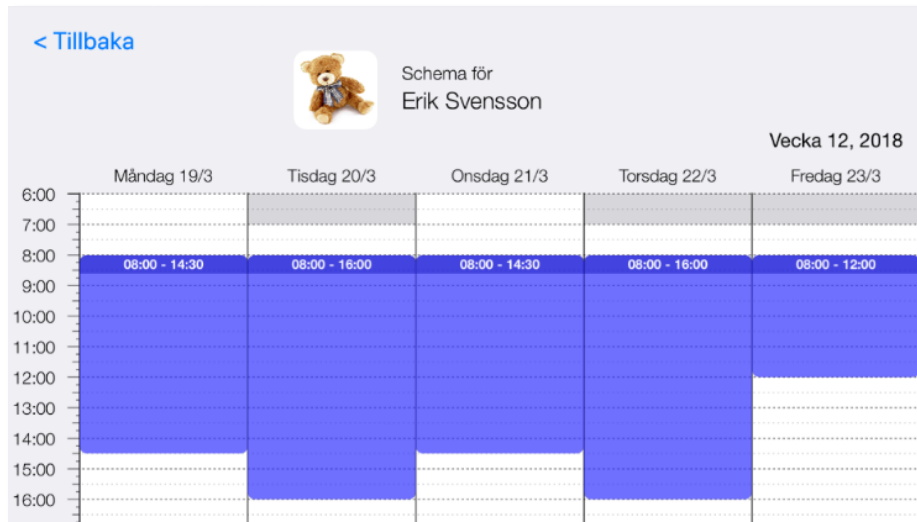 < Tillbaka
Schema för
Erik Svensson
Vecka 12, 2018
Måndag 19/3 Tisdag 20/3 Onsdag 21/3 Torsdag 22/3 Fredag 23/3
6:00
7:00
8:00
08:00 - 14:30 08:00 - 16:00 08:00 - 14:30 08:00 - 16:00 08:00 - 12:00
9:00
10:00
11:00
12:00
13:00
14:00
15:00
16:00